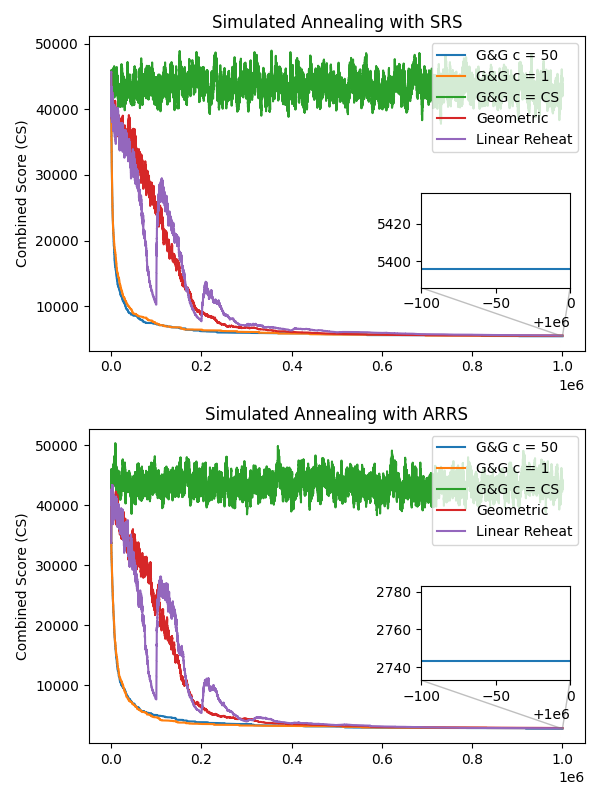 Simulated Annealing with SRS
50000
40000
30000
20000
10000
Combined Score (CS)
G&G c = 50
G&G c = 1
G&G c = CS
Geometric
Linear Reheat
5420
5400
−100 −50 0
+1e6
0.0 0.2 0.4 0.6 0.8 1.0
1e6
Simulated Annealing with ARRS
50000
40000
30000
20000
10000
Combined Score (CS)
G&G c = 50
G&G c = 1
G&G c = CS
Geometric
Linear Reheat
2780
2760
2740
−100 −50 0
+1e6
0.0 0.2 0.4 0.6 0.8 1.0
1e6